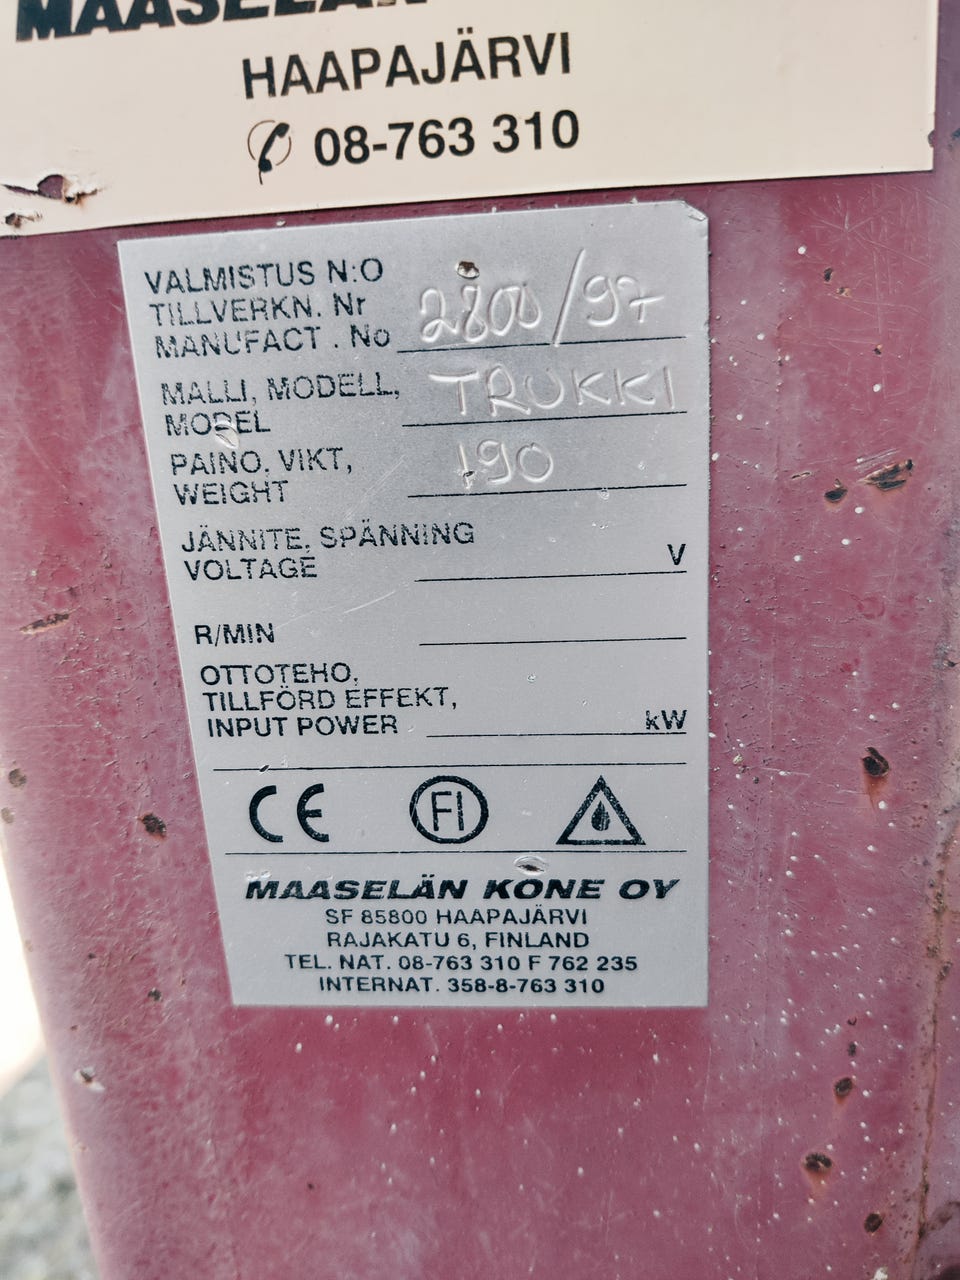 MAASELÄN
HAAPAJÄRVI
08-763 310
VALMISTUS N:O
TILLVERKN. Nr
MANUFACT . No 2800/97
MALLI, MODELL,
MODEL TRUKKI
PAINO, VIKT,
WEIGHT 190
JÄNNITE, SPÄNNING
VOLTAGE V
R/MIN
OTTOTEHO,
TILLFÖRD EFFEKT,
INPUT POWER kW
CE FI
MAASELÄN KONE OY
SF 85800 HAAPAJÄRVI
RAJAKATU 6, FINLAND
TEL. NAT. 08-763 310 F 762 235
INTERNAT. 358-8-763 310